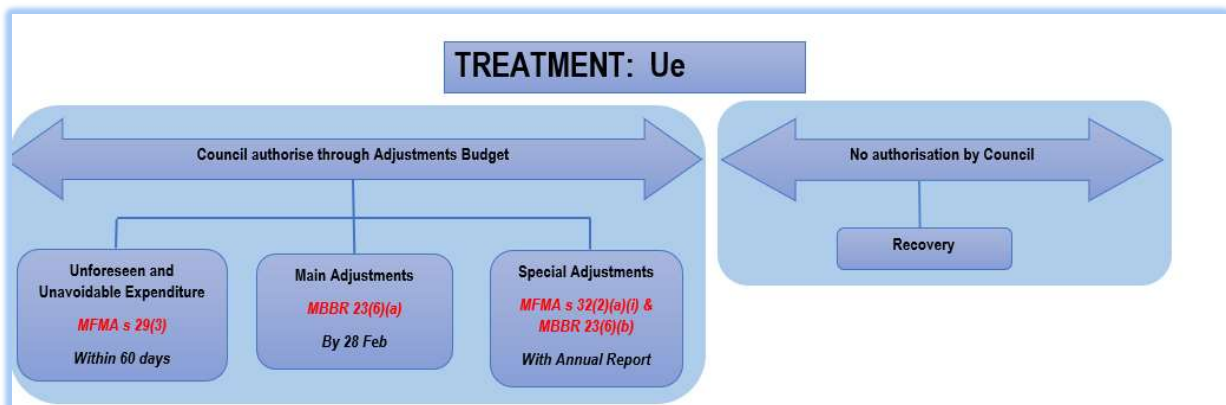 TREATMENT: Ue
Council authorise through Adjustments Budget
No authorisation by Council
Unforeseen and
Unavoidable Expenditure
MFMA s 29(3)
Within 60 days
Main Adjustments
MBBR 23(6)(a)
By 28 Feb
Special Adjustments
MFMA s 32(2)(a)(i) &
MBBR 23(6)(b)
With Annual Report
Recovery